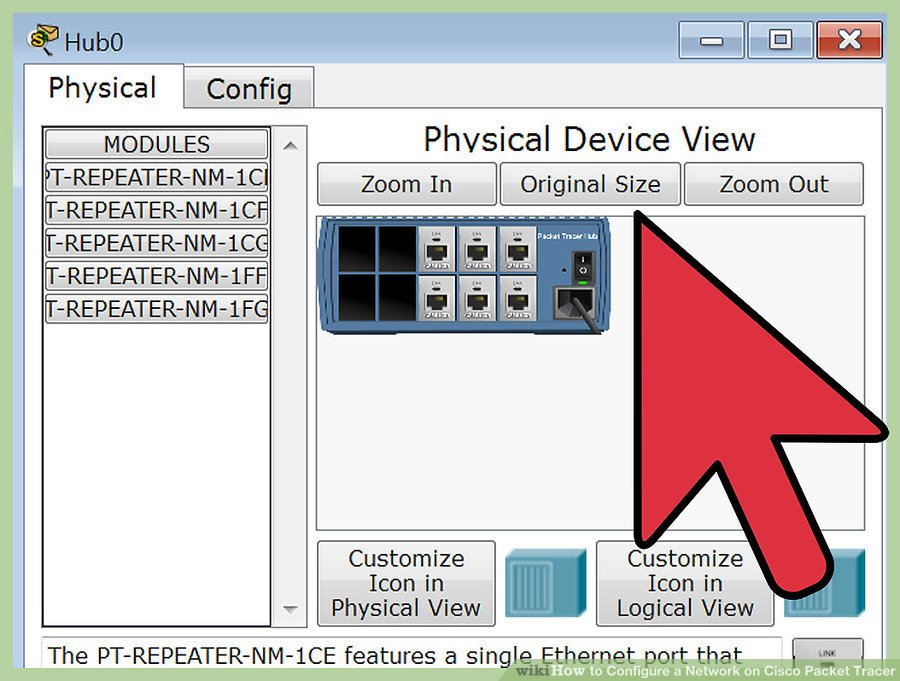 Hub0
Physical
Config
MODULES
PT-REPEATER-NM-1CE
T-REPEATER-NM-1CF
T-REPEATER-NM-1CG
T-REPEATER-NM-1FF
T-REPEATER-NM-1FG
Physical Device View
Zoom In
Original Size
Zoom Out
Packet Tracer Hub
Customize
Icon in
Physical View
Customize
Icon in
Logical View
The PT-REPEATER-NM-1CE features a single Ethernet port that
LINK
wikiHow to Configure a Network on Cisco Packet Tracer